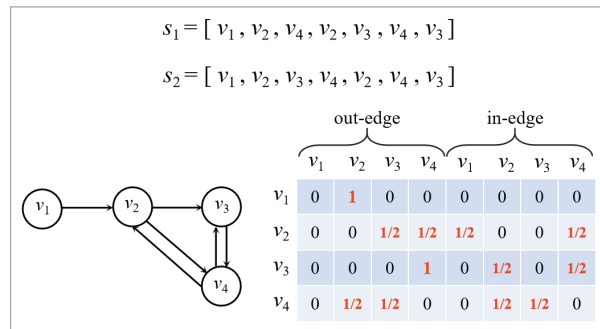 s₁ = [ v₁ , v₂ , v₄ , v₂ , v₃ , v₄ , v₃ ]
s₂ = [ v₁ , v₂ , v₃ , v₄ , v₂ , v₄ , v₃ ]
out-edge in-edge
v₁ v₂ v₃ v₄ v₁ v₂ v₃ v₄
v₁ 0 1 0 0 0 0 0 0
v₂ 0 0 1/2 1/2 1/2 0 0 1/2
v₃ 0 0 0 1 0 1/2 0 1/2
v₄ 0 1/2 1/2 0 0 1/2 1/2 0
v₁ v₂ v₃
v₄